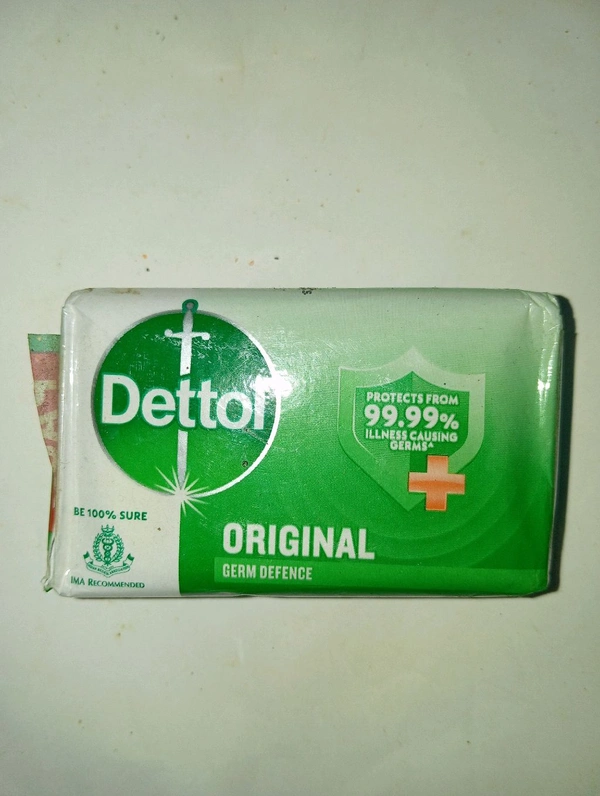 Dettol
PROTECTS FROM
99.99%
ILLNESS CAUSING
GERMS^
BE 100% SURE
IMA RECOMMENDED
ORIGINAL
GERM DEFENCE